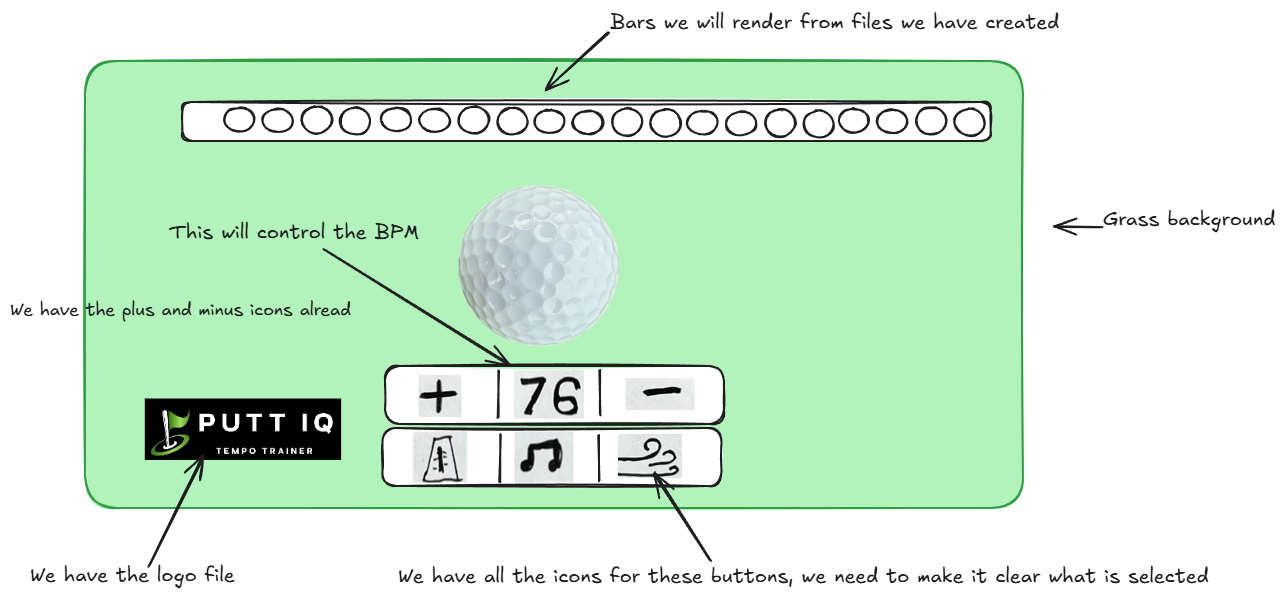 Bars we will render from files we have created
Grass background
This will control the BPM
We have the plus and minus icons alread
+ 76 -
PUTT IQ
TEMPO TRAINER
We have the logo file
We have all the icons for these buttons, we need to make it clear what is selected